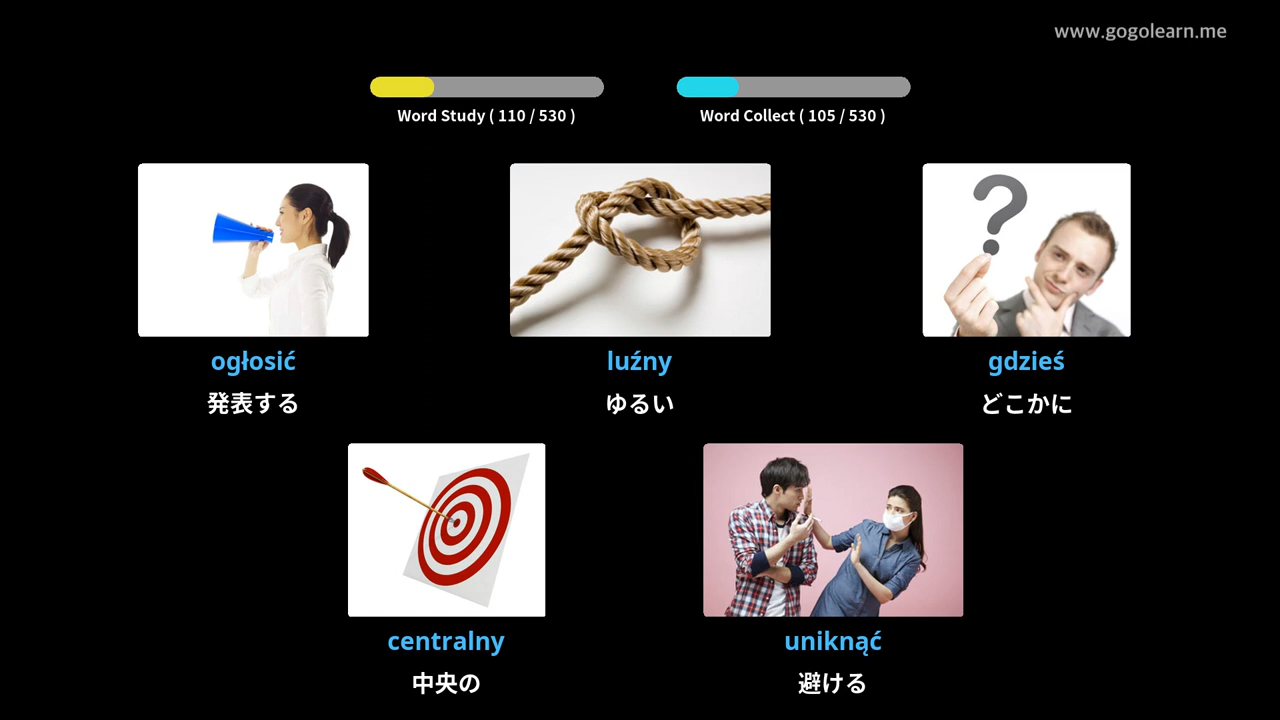 www.gogolearn.me
Word Study ( 110 / 530 )
Word Collect ( 105 / 530 )
ogłosić
発表する
luźny
ゆるい
gdzieś
どこかに
centralny
中央の
uniknąć
避ける